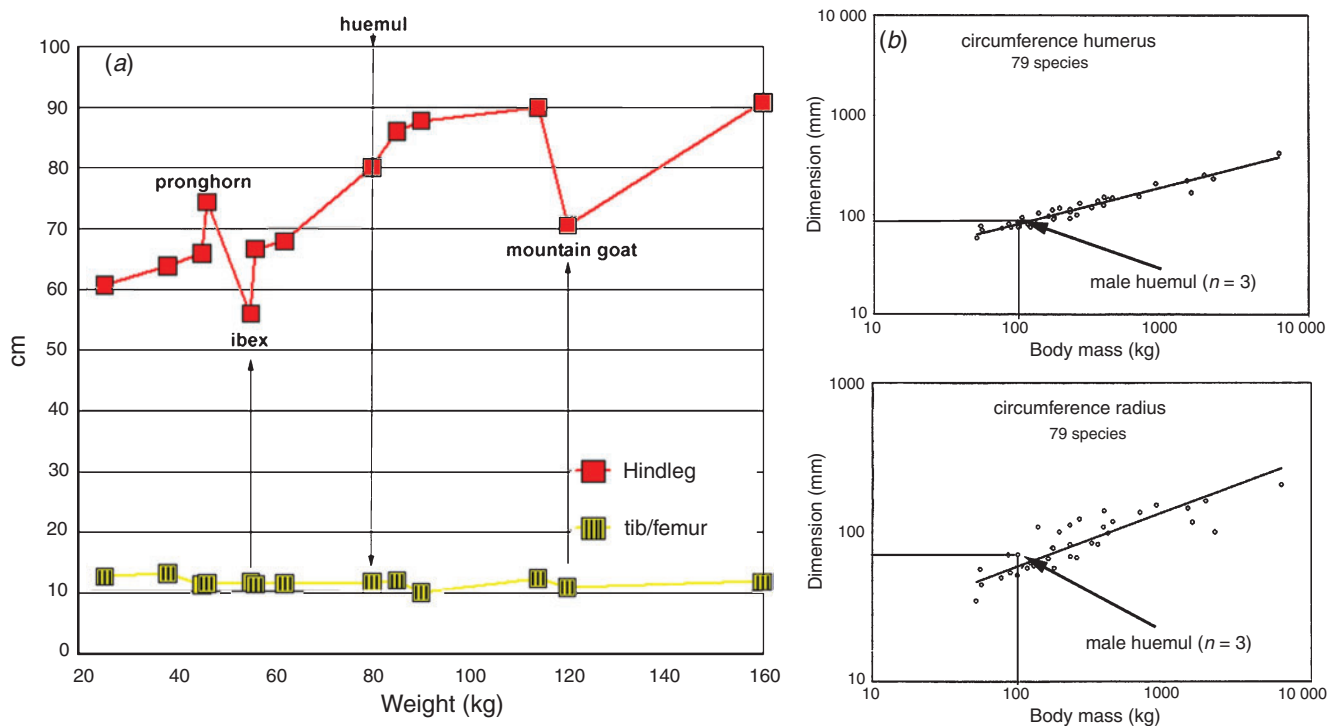 huemul
(a)
100
90
80
70
60
50
40
30
20
10
0
cm
pronghorn
ibex
mountain goat
Hindleg
tib/femur
20 40 60 80 100 120 140 160
Weight (kg)
(b)
circumference humerus
79 species
10 000
1000
100
10
Dimension (mm)
male huemul (n = 3)
10 100 1000 10 000
Body mass (kg)
circumference radius
79 species
1000
100
10
Dimension (mm)
male huemul (n = 3)
10 100 1000 10 000
Body mass (kg)